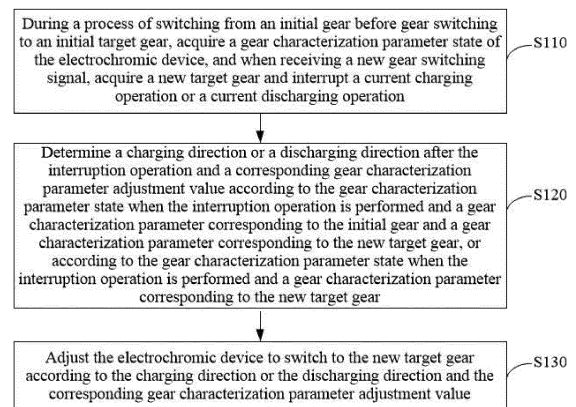 During a process of switching from an initial gear before gear switching
to an initial target gear, acquire a gear characterization parameter state of
the electrochromic device, and when receiving a new gear switching
signal, acquire a new target gear and interrupt a current charging
operation or a current discharging operation
S110
Determine a charging direction or a discharging direction after the
interruption operation and a corresponding gear characterization
parameter adjustment value according to the gear characterization
parameter state when the interruption operation is performed and a gear
characterization parameter corresponding to the initial gear and a gear
characterization parameter corresponding to the new target gear, or
according to the gear characterization parameter state when the
interruption operation is performed and a gear characterization parameter
corresponding to the new target gear
S120
Adjust the electrochromic device to switch to the new target gear
according to the charging direction or the discharging direction and the
corresponding gear characterization parameter adjustment value
S130